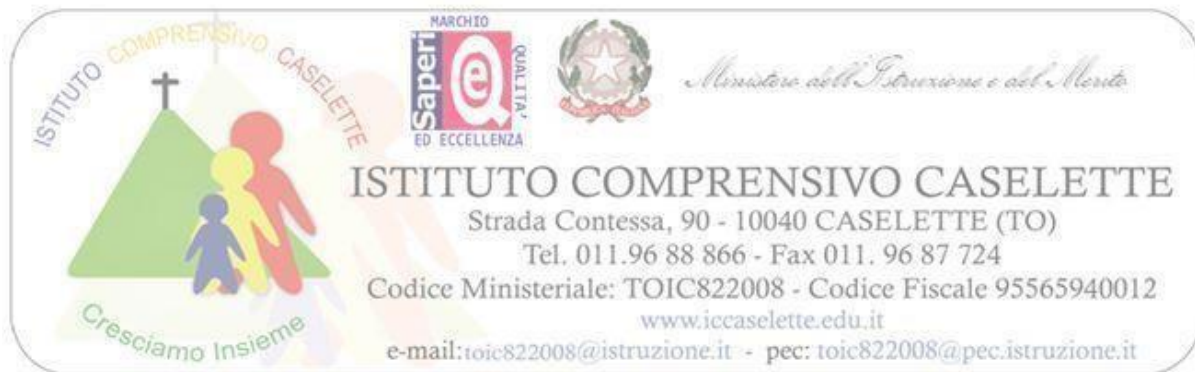 ISTITUTO COMPRENSIVO CASELETTE
Cresciamo Insieme
MARCHIO
Saperi
e
QUALITA'
ED ECCELLENZA
Ministero dell'Istruzione e del Merito
ISTITUTO COMPRENSIVO CASELETTE
Strada Contessa, 90 - 10040 CASELETTE (TO)
Tel. 011.96 88 866 - Fax 011. 96 87 724
Codice Ministeriale: TOIC822008 - Codice Fiscale 95565940012
www.iccaselette.edu.it
e-mail:toic822008@istruzione.it - pec: toic822008@pec.istruzione.it